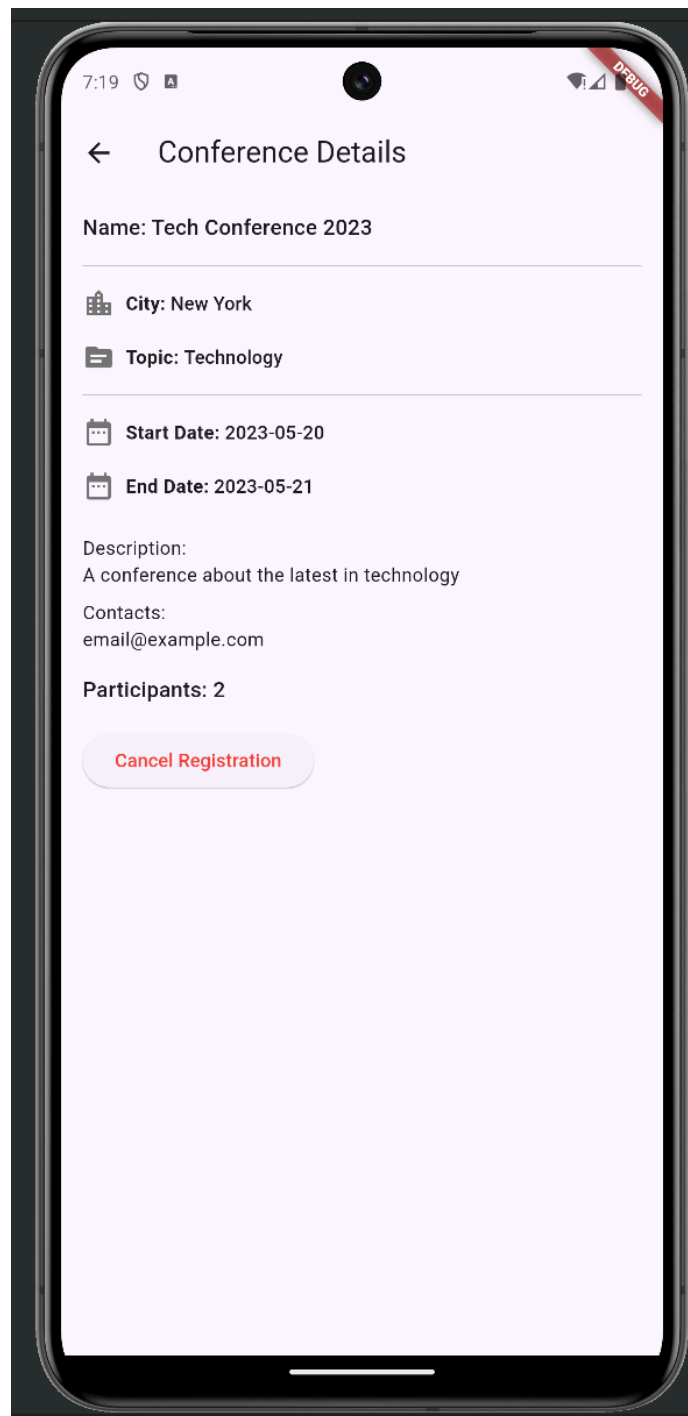 7:19
DEBUG
Conference Details
Name: Tech Conference 2023
City: New York
Topic: Technology
Start Date: 2023-05-20
End Date: 2023-05-21
Description:
A conference about the latest in technology
Contacts:
email@example.com
Participants: 2
Cancel Registration